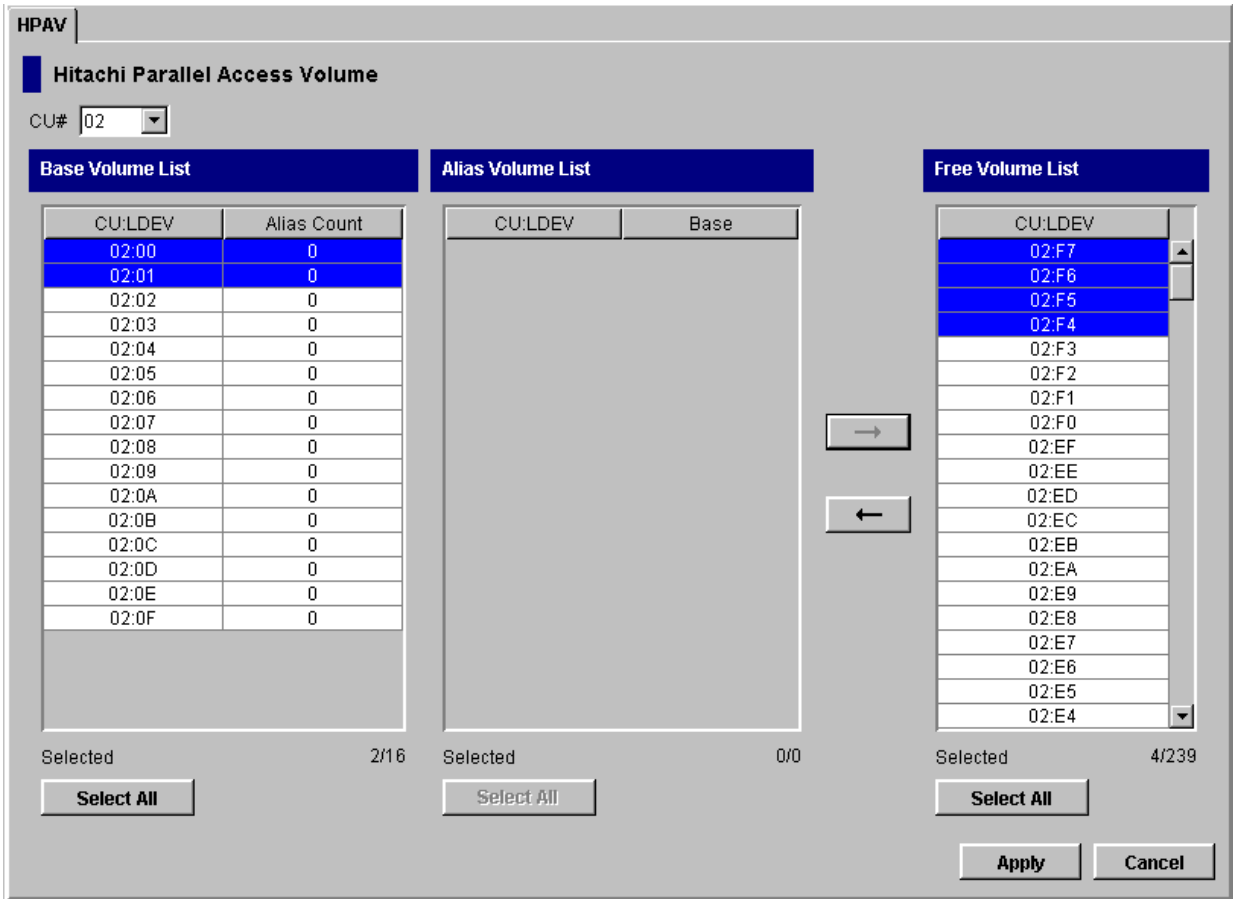 HPAV
Hitachi Parallel Access Volume
CU# 02
Base Volume List
CU:LDEV Alias Count
02:00 0
02:01 0
02:02 0
02:03 0
02:04 0
02:05 0
02:06 0
02:07 0
02:08 0
02:09 0
02:0A 0
02:0B 0
02:0C 0
02:0D 0
02:0E 0
02:0F 0
Selected 2/16
Select All
Alias Volume List
CU:LDEV Base
Selected 0/0
Select All
→
←
Free Volume List
CU:LDEV
02:F7
02:F6
02:F5
02:F4
02:F3
02:F2
02:F1
02:F0
02:EF
02:EE
02:ED
02:EC
02:EB
02:EA
02:E9
02:E8
02:E7
02:E6
02:E5
02:E4
Selected 4/239
Select All
Apply Cancel